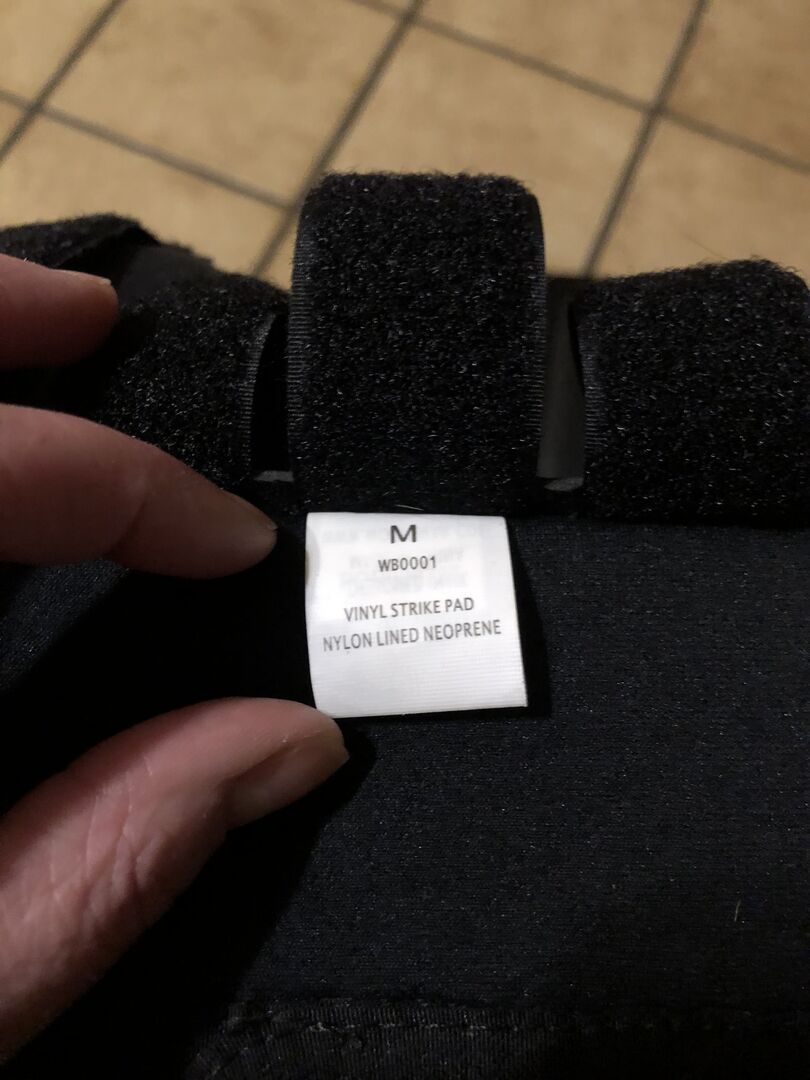 M
WB0001
VINYL STRIKE PAD
NYLON LINED NEOPRENE